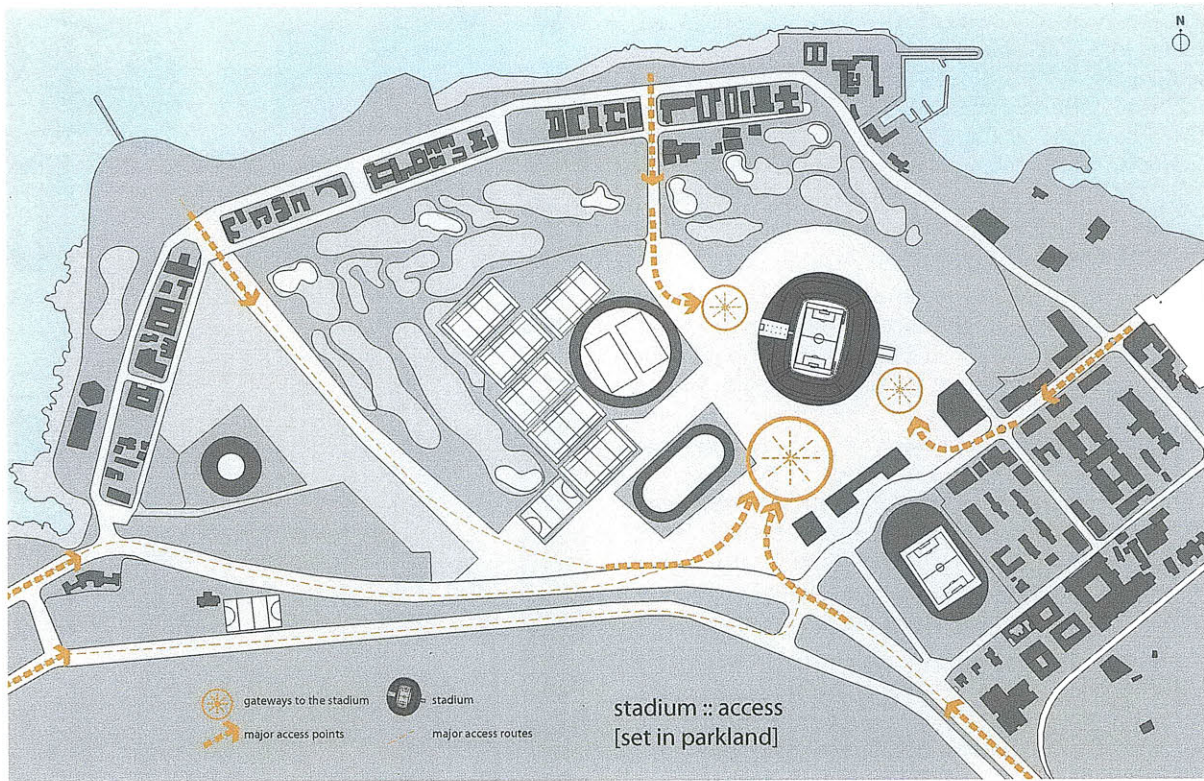 N
gateways to the stadium
stadium
major access points
major access routes
stadium :: access
[set in parkland]